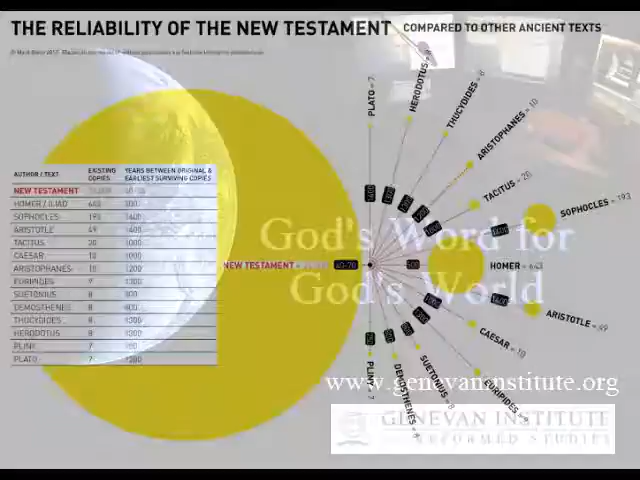 THE RELIABILITY OF THE NEW TESTAMENT COMPARED TO OTHER ANCIENT TEXTS
AUTHOR / TEXT EXISTING COPIES YEARS BETWEEN ORIGINAL & EARLIEST SURVIVING COPIES
NEW TESTAMENT
HOMER / ILIAD 643 500
SOPHOCLES 193 1400
ARISTOTLE 49 1400
TACITUS 20 1000
CAESAR 10 1000
ARISTOPHANES 10 1200
EURIPIDES 9 1300
SUETONIUS 8 800
DEMOSTHENES 8
THUCYDIDES 8 1300
HERODOTUS 8 1300
PLINY 7
PLATO 7
PLATO = 7
HERODOTUS = 8
THUCYDIDES = 8
ARISTOPHANES = 10
TACITUS = 20
SOPHOCLES = 193
HOMER = 643
ARISTOTLE = 49
CAESAR = 10
EURIPIDES = 9
SUETONIUS = 8
DEMOSTHENES = 8
PLINY = 7
NEW TESTAMENT =
God's Word for
God's World
www.genevaninstitute.org
GENEVAN INSTITUTE
REFORMED STUDIES